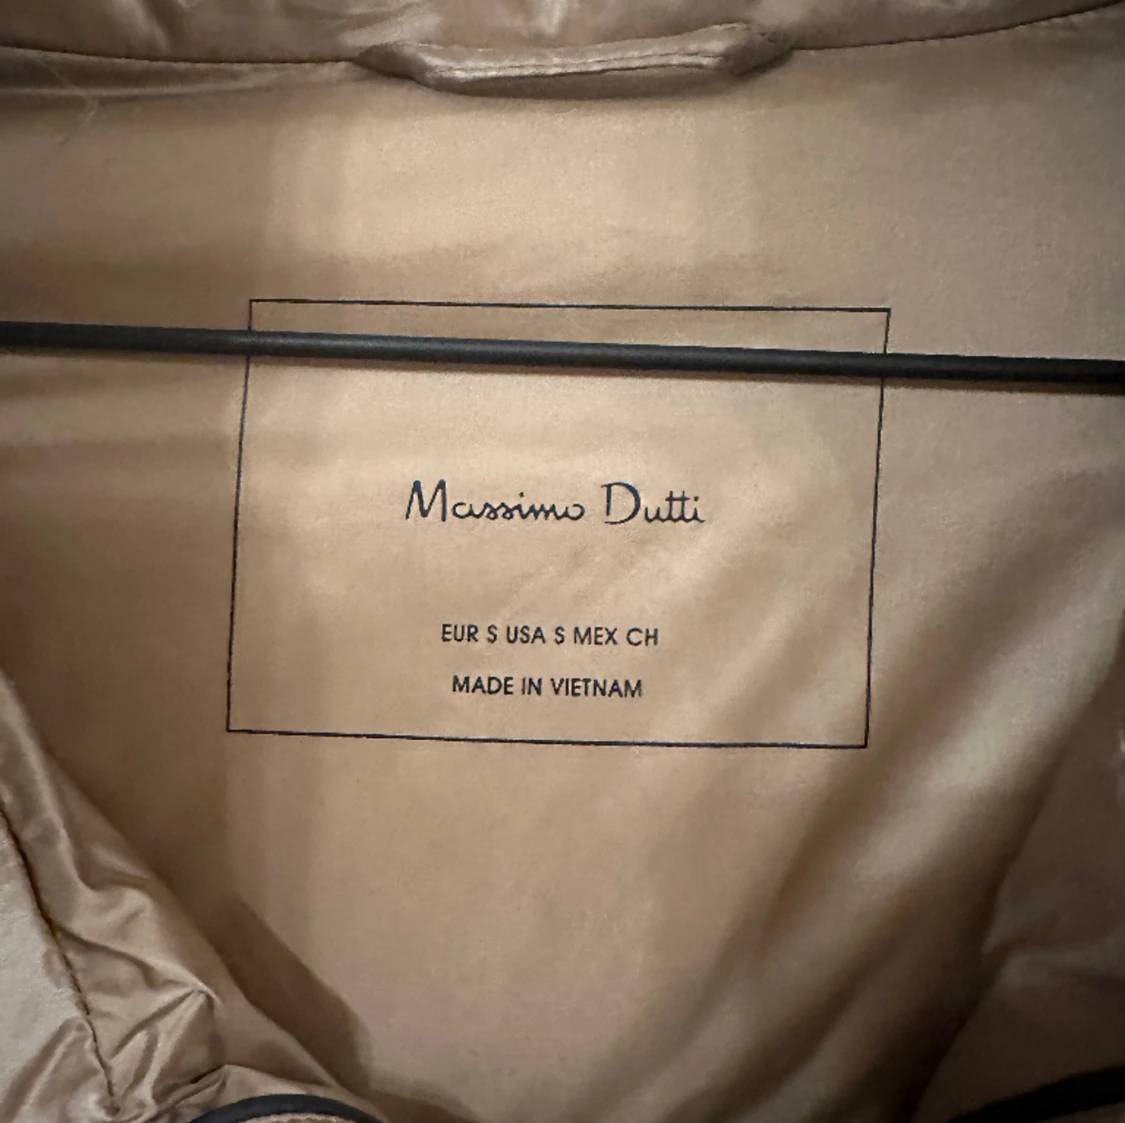 Massimo Dutti
EUR S USA S MEX CH
MADE IN VIETNAM